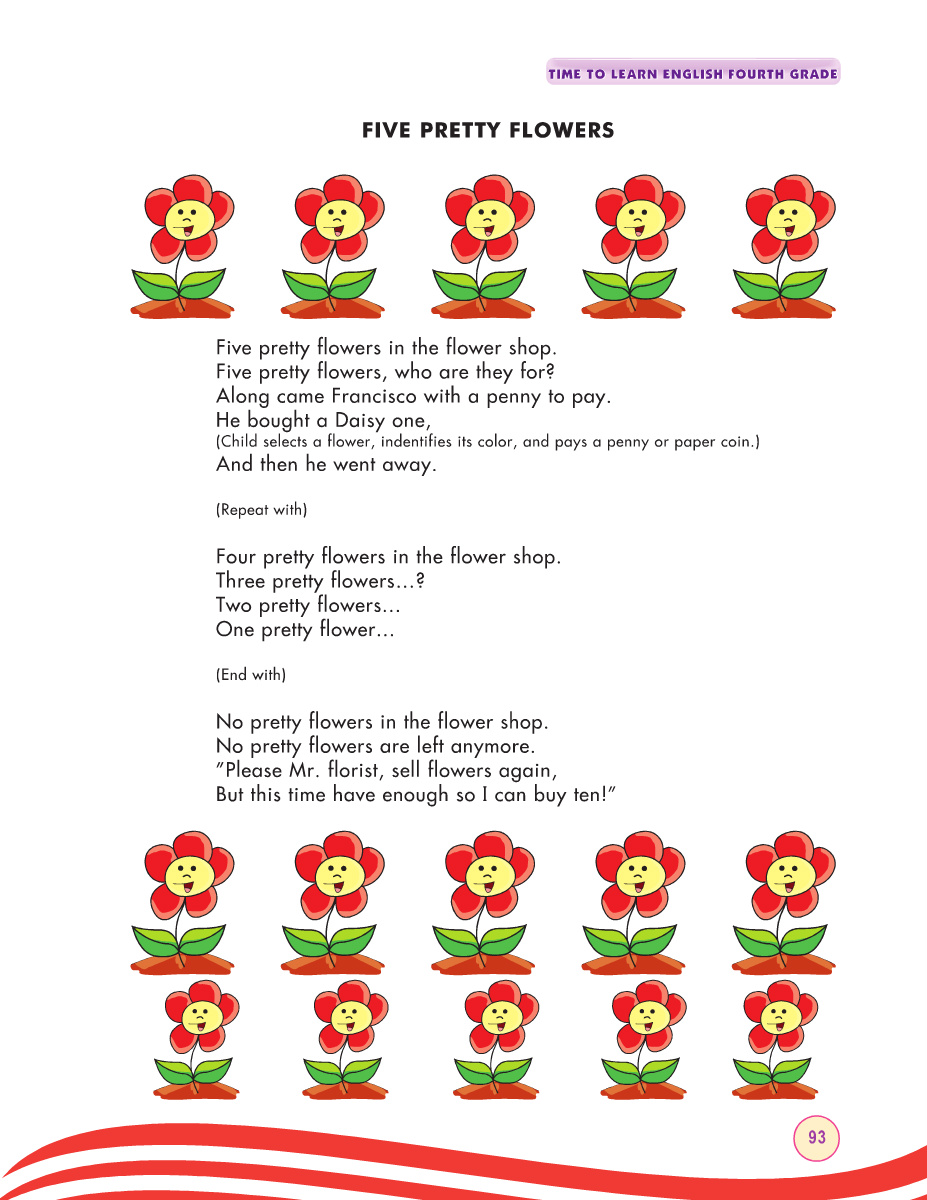 TIME TO LEARN ENGLISH FOURTH GRADE
FIVE PRETTY FLOWERS
Five pretty flowers in the flower shop.
Five pretty flowers, who are they for?
Along came Francisco with a penny to pay.
He bought a Daisy one,
(Child selects a flower, indentifies its color, and pays a penny or paper coin.)
And then he went away.
(Repeat with)
Four pretty flowers in the flower shop.
Three pretty flowers...?
Two pretty flowers...
One pretty flower...
(End with)
No pretty flowers in the flower shop.
No pretty flowers are left anymore.
"Please Mr. florist, sell flowers again,
But this time have enough so I can buy ten!"
93